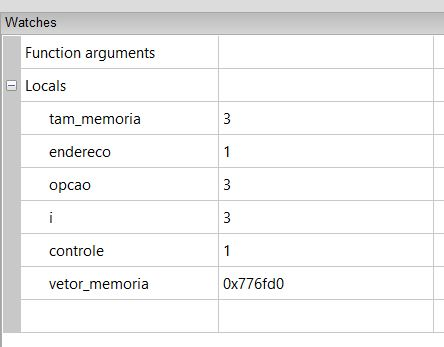 Watches
Function arguments
Locals
tam_memoria 3
endereco 1
opcao 3
i 3
controle 1
vetor_memoria 0x776fd0